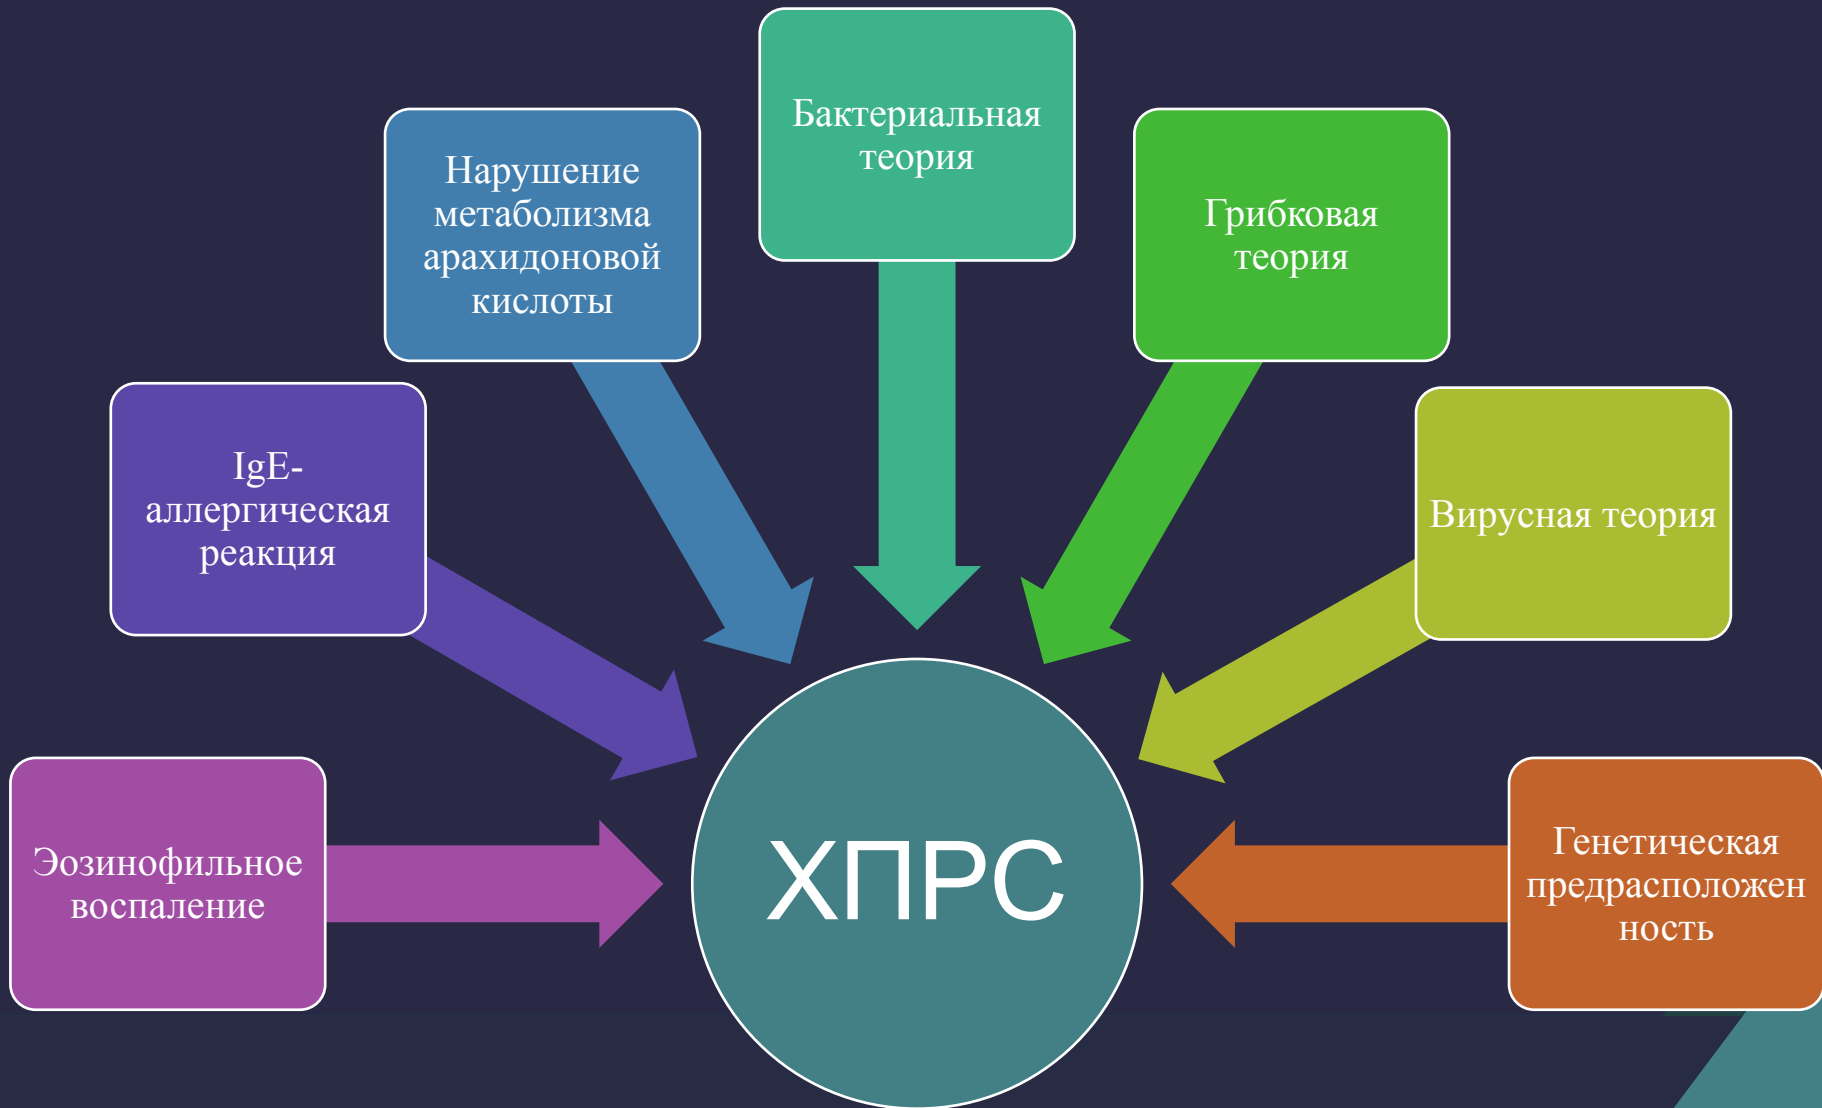 Бактериальная
теория
Нарушение
метаболизма
арахидоновой
кислоты
Грибковая
теория
IgE-
аллергическая
реакция
Вирусная теория
Эозинофильное
воспаление
ХПРС
Генетическая
предрасположен
ность